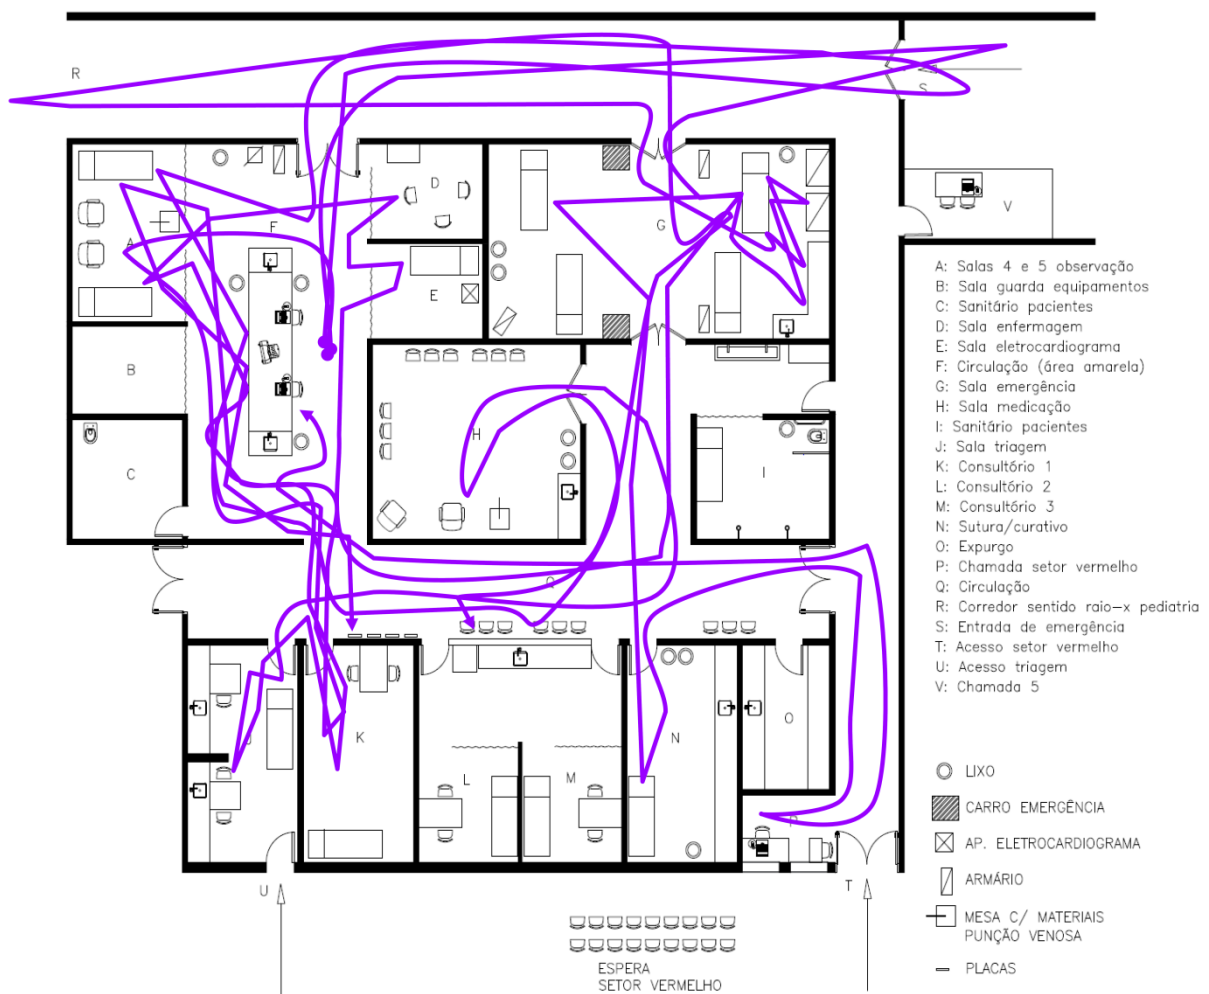 R
S
D
V
F
G
A
E
B
H
C
I
Q
J
K
L
M
N
O
P
U
T
ESPERA
SETOR VERMELHO
A: Salas 4 e 5 observação
B: Sala guarda equipamentos
C: Sanitário pacientes
D: Sala enfermagem
E: Sala eletrocardiograma
F: Circulação (área amarela)
G: Sala emergência
H: Sala medicação
I: Sanitário pacientes
J: Sala triagem
K: Consultório 1
L: Consultório 2
M: Consultório 3
N: Sutura/curativo
O: Expurgo
P: Chamada setor vermelho
Q: Circulação
R: Corredor sentido raio-x pediatria
S: Entrada de emergência
T: Acesso setor vermelho
U: Acesso triagem
V: Chamada 5
LIXO
CARRO EMERGÊNCIA
AP. ELETROCARDIOGRAMA
ARMÁRIO
MESA C/ MATERIAIS
PUNÇÃO VENOSA
PLACAS